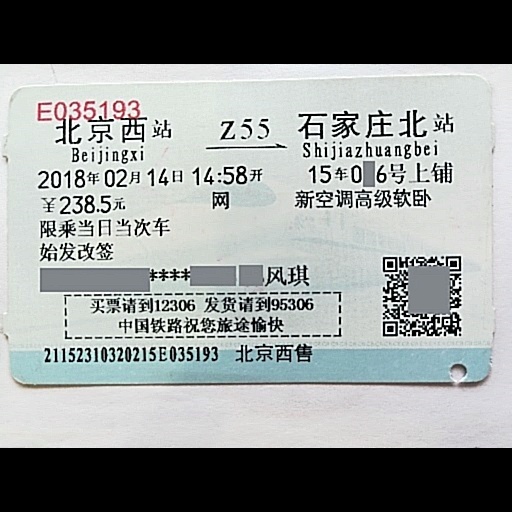 E035193
北京西站 Z55 石家庄北站
Beijingxi Shijiazhuangbei
2018年02月14日14:58开 15车0 6号上铺
￥238.5元 网 新空调高级软卧
限乘当日当次车
始发改签
**** 风琪
买票请到12306 发货请到95306
中国铁路祝您旅途愉快
21152310320215E035193 北京西售